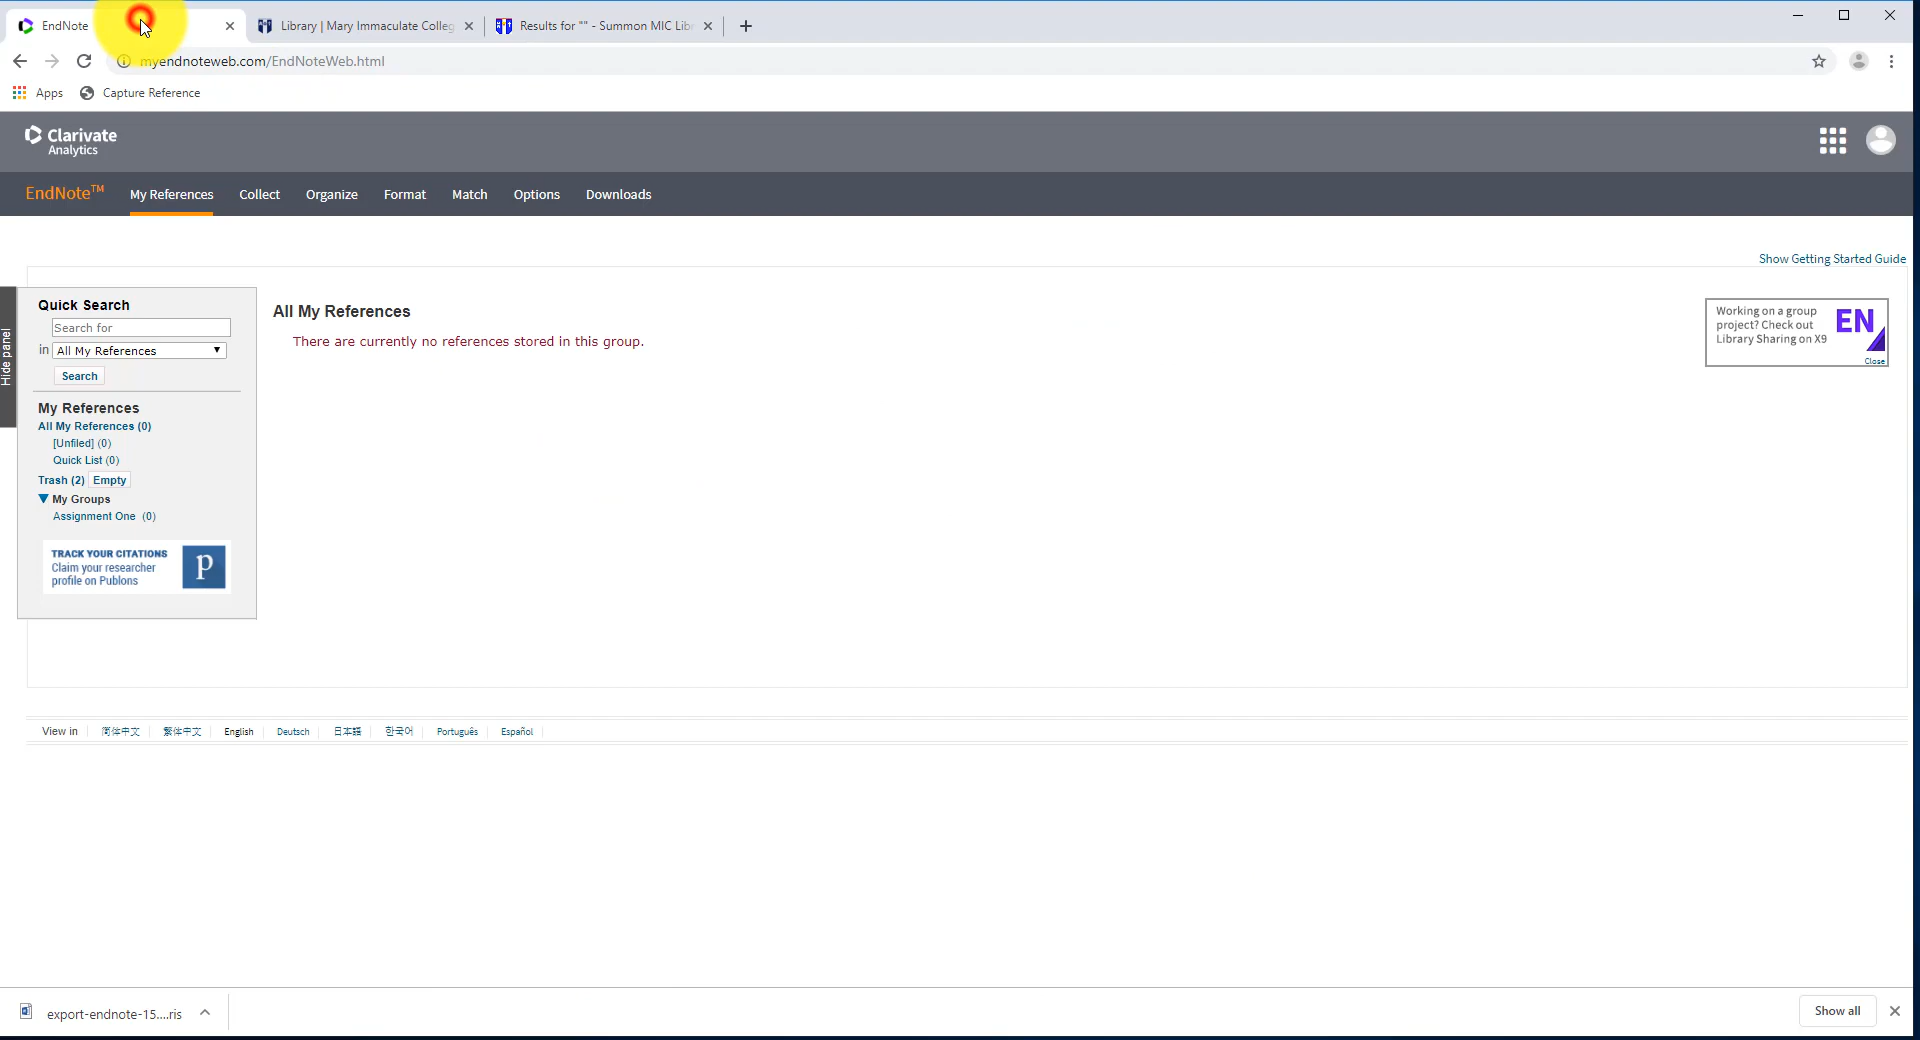 EndNote
Library | Mary Immaculate Colleg
Results for "" - Summon MIC Libr
myendnoteweb.com/EndNoteWeb.html
Apps
Capture Reference
Clarivate
Analytics
EndNote™
My References
Collect
Organize
Format
Match
Options
Downloads
Show Getting Started Guide
Hide panel
Quick Search
Search for
in All My References
Search
My References
All My References (0)
[Unfiled] (0)
Quick List (0)
Trash (2) Empty
My Groups
Assignment One (0)
TRACK YOUR CITATIONS
Claim your researcher
profile on Publons
p
All My References
There are currently no references stored in this group.
Working on a group
project? Check out
Library Sharing on X9
EN
Close
View in
简体中文
繁体中文
English
Deutsch
日本語
한국어
Português
Español
export-endnote-15....ris
Show all